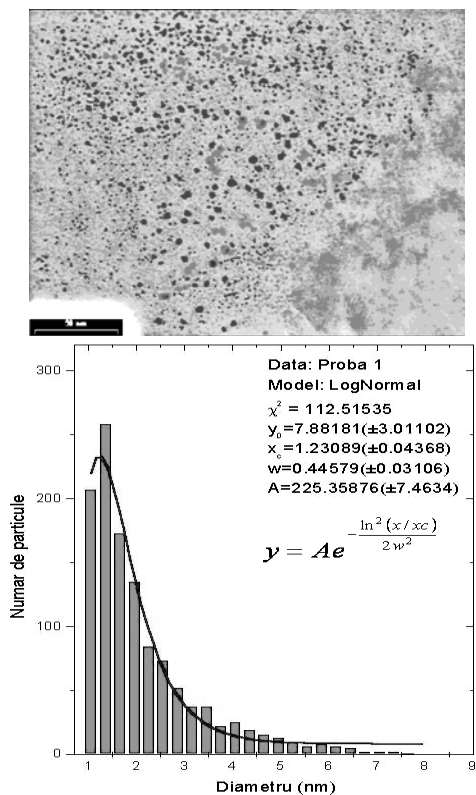 nm
300
200
100
0
Numar de particule
Data: Proba 1
Model: LogNormal
χ² = 112.51535
y₀=7.88181(±3.01102)
x꜀=1.23089(±0.04368)
w=0.44579(±0.03106)
A=225.35876(±7.4634)
y = Ae^(-ln²(x/xc)/2w²)
1 2 3 4 5 6 7 8 9
Diametru (nm)